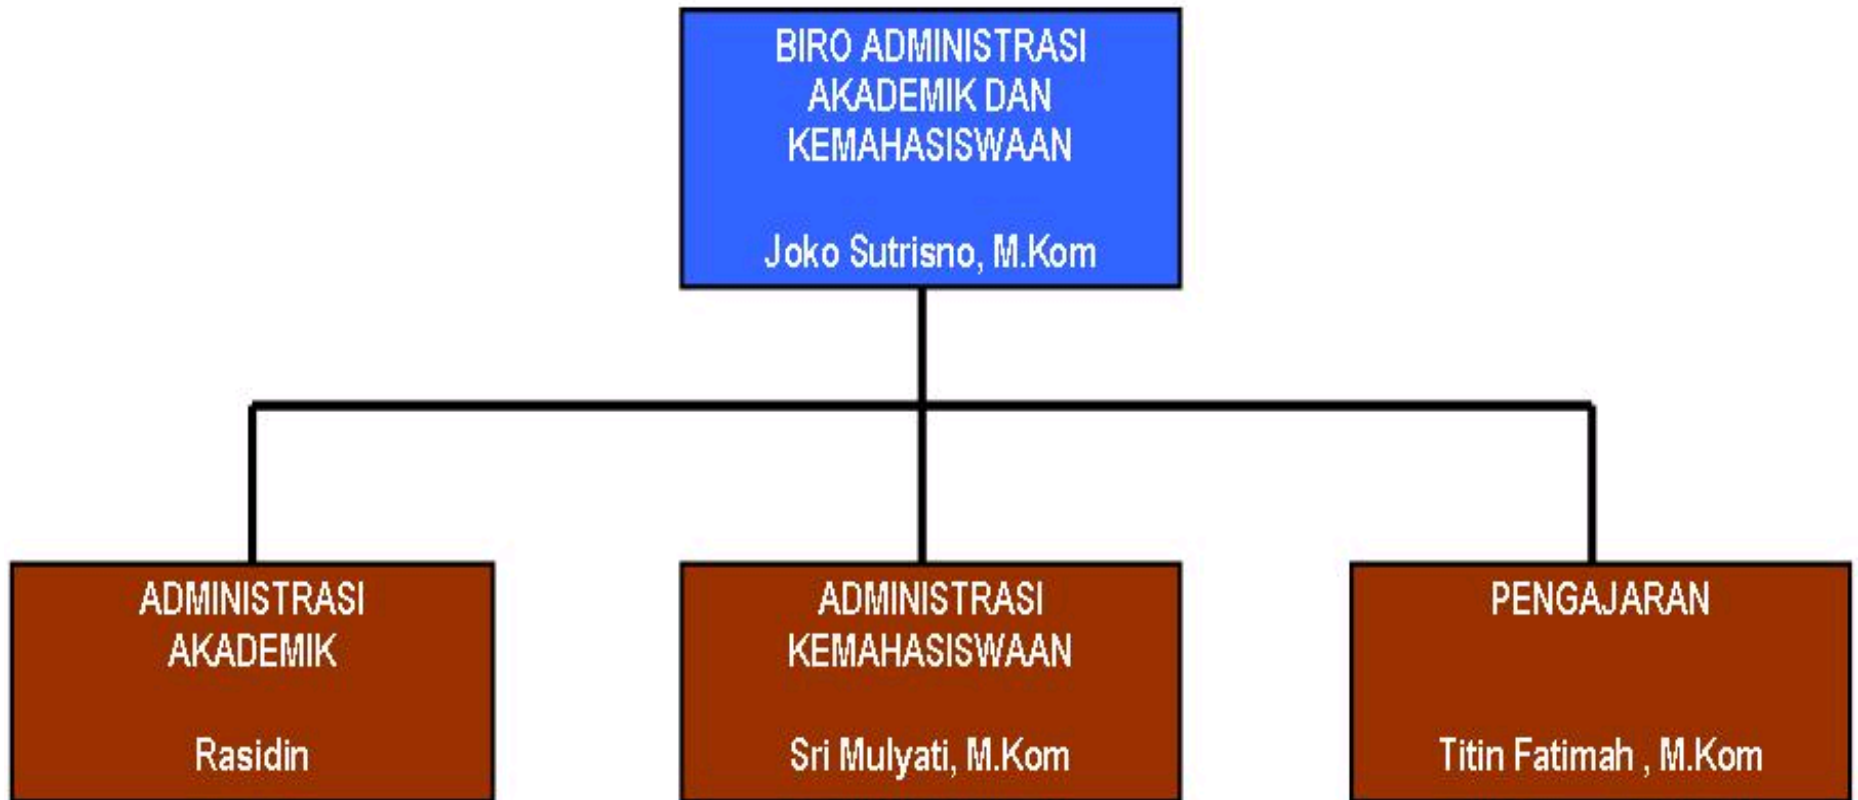 BIRO ADMINISTRASI
AKADEMIK DAN
KEMAHASISWAAN
Joko Sutrisno, M.Kom
ADMINISTRASI
AKADEMIK
Rasidin
ADMINISTRASI
KEMAHASISWAAN
Sri Mulyati, M.Kom
PENGAJARAN
Titin Fatimah , M.Kom